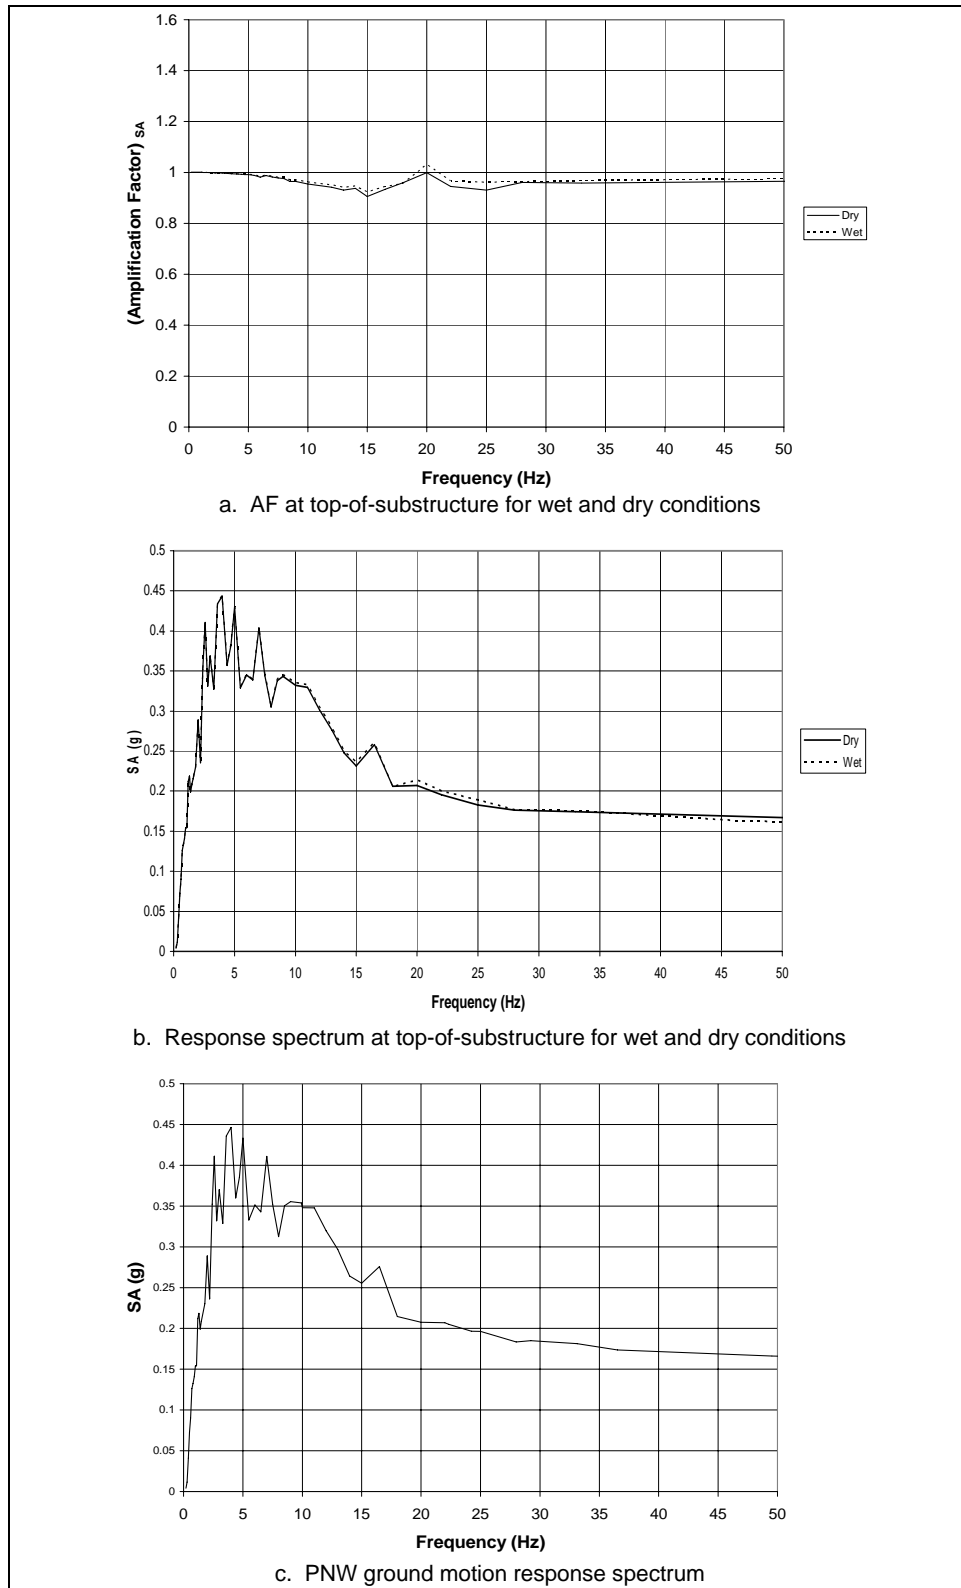 1.6
1.4
1.2
1
0.8
0.6
0.4
0.2
0
(Amplification Factor) SA
0 5 10 15 20 25 30 35 40 45 50
Frequency (Hz)
Dry
Wet
a. AF at top-of-substructure for wet and dry conditions
0.5
0.45
0.4
0.35
0.3
0.25
0.2
0.15
0.1
0.05
0
SA (g)
0 5 10 15 20 25 30 35 40 45 50
Frequency (Hz)
Dry
Wet
b. Response spectrum at top-of-substructure for wet and dry conditions
0.5
0.45
0.4
0.35
0.3
0.25
0.2
0.15
0.1
0.05
0
SA (g)
0 5 10 15 20 25 30 35 40 45 50
Frequency (Hz)
c. PNW ground motion response spectrum